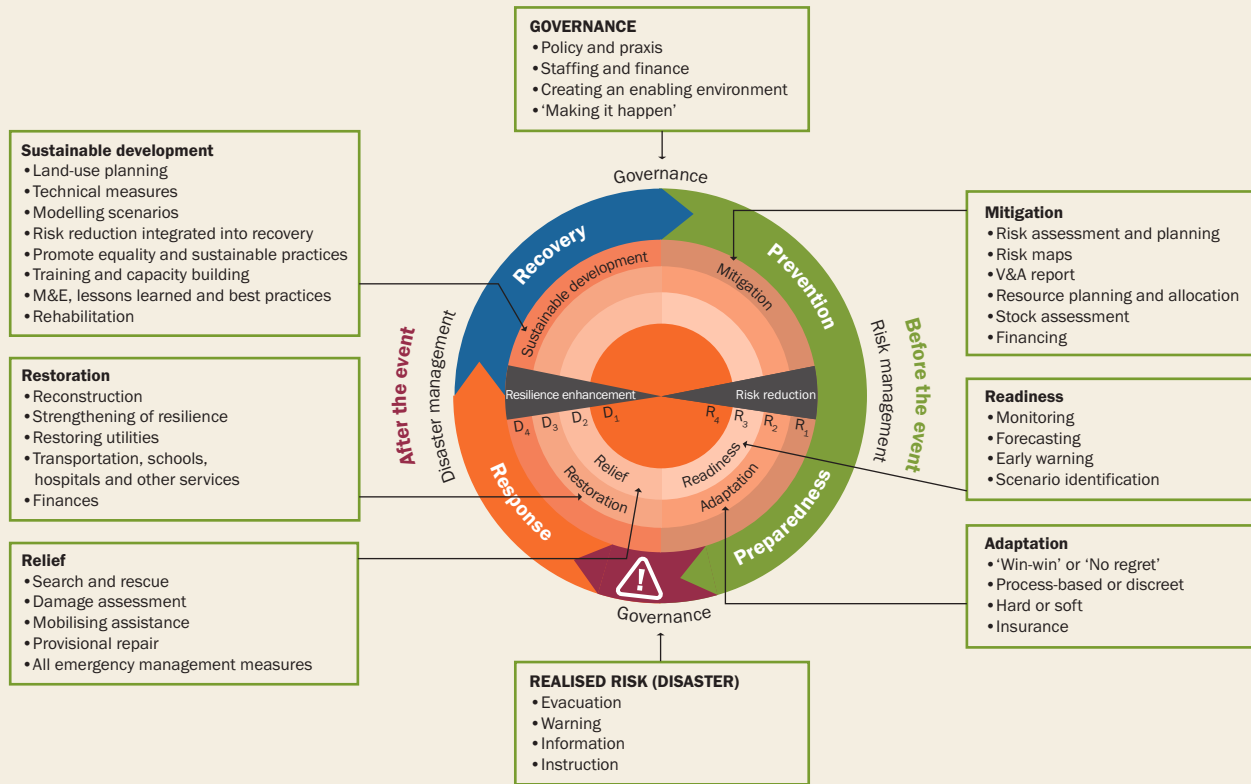 GOVERNANCE
•Policy and praxis
•Staffing and finance
•Creating an enabling environment
•‘Making it happen’
Sustainable development
•Land-use planning
•Technical measures
•Modelling scenarios
•Risk reduction integrated into recovery
•Promote equality and sustainable practices
•Training and capacity building
•M&E, lessons learned and best practices
•Rehabilitation
Restoration
•Reconstruction
•Strengthening of resilience
•Restoring utilities
•Transportation, schools,
hospitals and other services
•Finances
Relief
•Search and rescue
•Damage assessment
•Mobilising assistance
•Provisional repair
•All emergency management measures
Governance
Recovery
Prevention
Sustainable development
Mitigation
After the event
Disaster management
Risk management
Before the event
Resilience enhancement
Risk reduction
D4
D3
D2
D1
R4
R3
R2
R1
Relief
Restoration
Readiness
Adaptation
Response
Preparedness
!
Governance
Mitigation
•Risk assessment and planning
•Risk maps
•V&A report
•Resource planning and allocation
•Stock assessment
•Financing
Readiness
•Monitoring
•Forecasting
•Early warning
•Scenario identification
Adaptation
•‘Win-win’ or ‘No regret’
•Process-based or discreet
•Hard or soft
•Insurance
REALISED RISK (DISASTER)
•Evacuation
•Warning
•Information
•Instruction